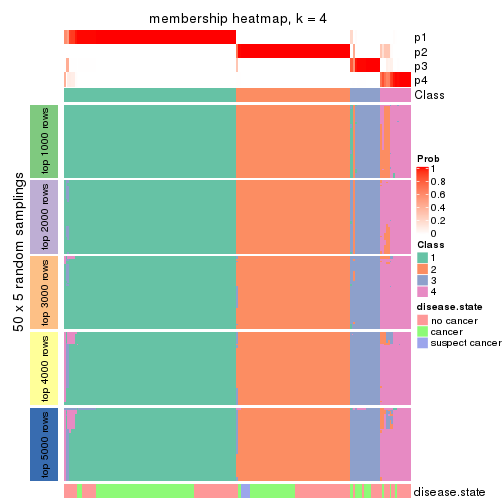 membership heatmap, k = 4
p1
p2
p3
p4
Class
50 x 5 random samplings
top 1000 rows
top 2000 rows
top 3000 rows
top 4000 rows
top 5000 rows
disease.state
Prob
1
0.8
0.6
0.4
0.2
0
Class
1
2
3
4
disease.state
no cancer
cancer
suspect cancer